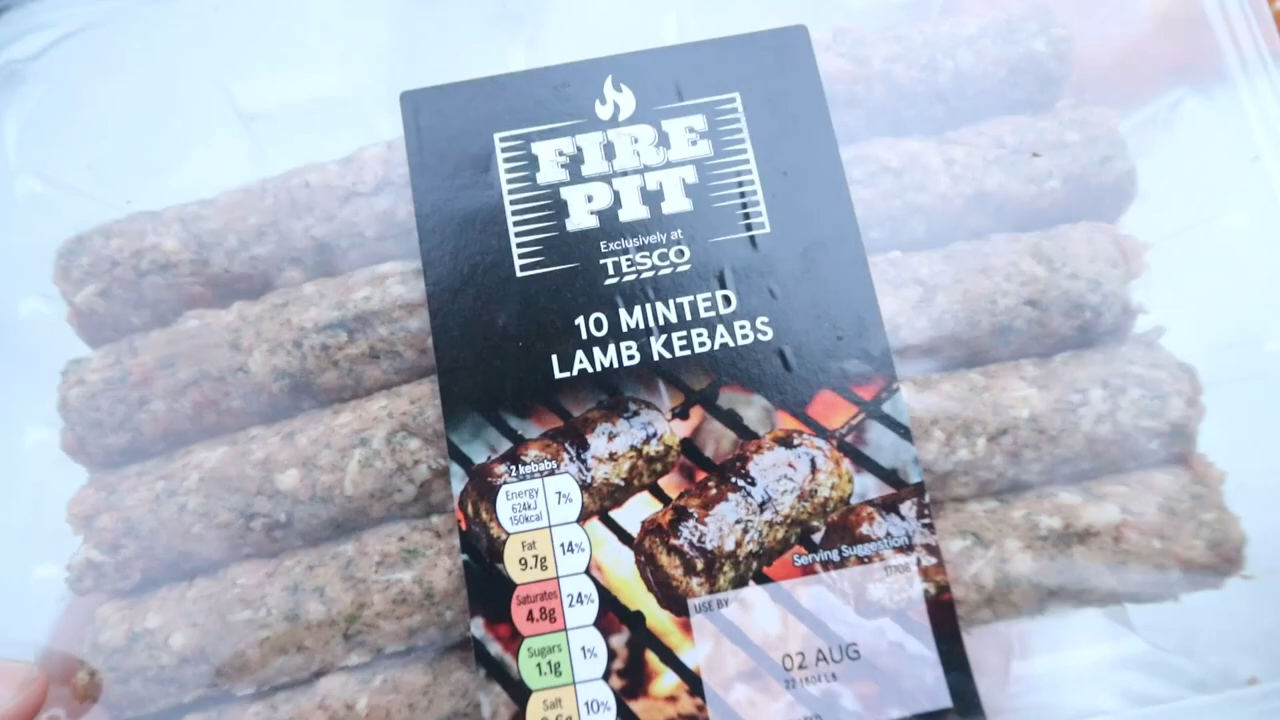 FIRE
PIT
Exclusively at
TESCO
10 MINTED
LAMB KEBABS
2 kebabs
Energy
624kJ
150kcal
7%
Fat
9.7g
14%
Saturates
4.8g
24%
Sugars
1.1g
1%
Salt
10%
Serving Suggestion
USE BY
02 AUG